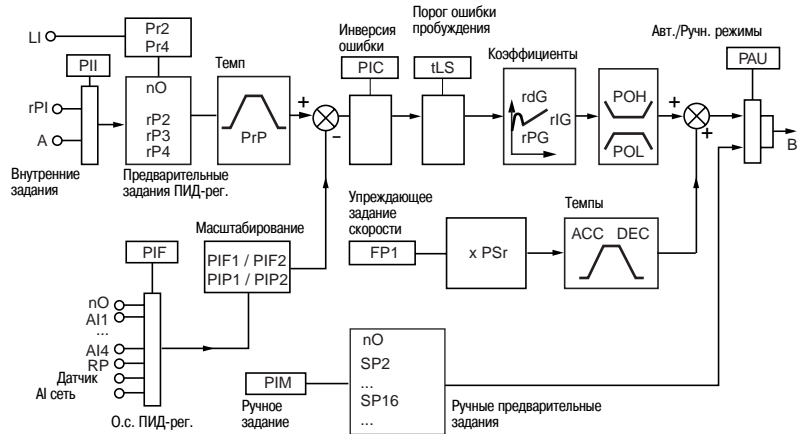 LI
Pr2
Pr4
PII
rPI
A
Внутренние
задания
nO
rP2
rP3
rP4
Предварительные
задания ПИД-рег.
Темп
PrP
+
–
Инверсия
ошибки
PIC
Порог ошибки
пробуждения
tLS
Коэффициенты
rdG
rIG
rPG
POH
POL
+
+
Авт./Ручн. режимы
PAU
B
Масштабирование
PIF1 / PIF2
PIP1 / PIP2
PIF
nO
AI1
...
AI4
RP
Датчик
AI сеть
О.с. ПИД-рег.
Упреждающее
задание
скорости
FP1
x PSr
Темпы
ACC DEC
PIM
Ручное
задание
nO
SP2
...
SP16
...
Ручные предварительные
задания